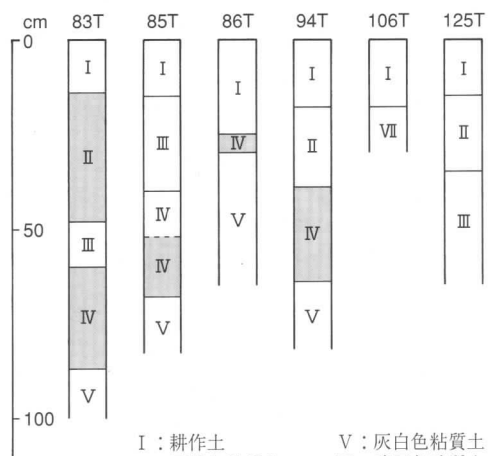 cm 83T 85T 86T 94T 106T 125T
0
50
100
I I I I I I
II III IV II VII II
III IV V IV III
IV IV V
V V
I：耕作土 V：灰白色粘質土